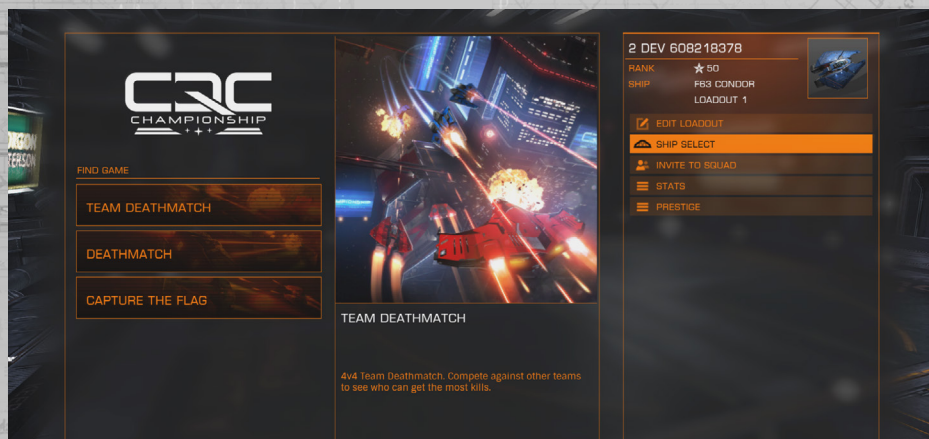 CQC
CHAMPIONSHIP
FIND GAME
TEAM DEATHMATCH
DEATHMATCH
CAPTURE THE FLAG
TEAM DEATHMATCH
4v4 Team Deathmatch. Compete against other teams
to see who can get the most kills.
2 DEV 608218378
RANK 50
SHIP F63 CONDOR
LOADOUT 1
EDIT LOADOUT
SHIP SELECT
INVITE TO SQUAD
STATS
PRESTIGE